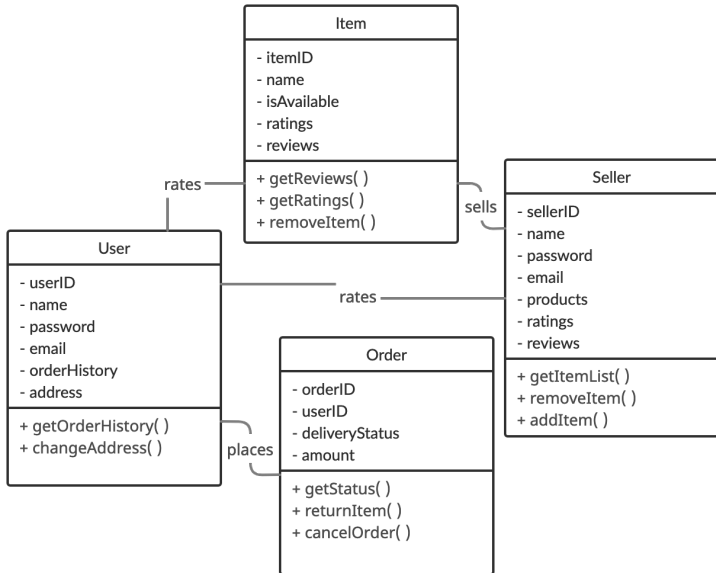 Item
- itemID
- name
- isAvailable
- ratings
- reviews
+ getReviews( )
+ getRatings( )
+ removeItem( )
rates
sells
Seller
- sellerID
- name
- password
- email
- products
- ratings
- reviews
+ getItemList( )
+ removeItem( )
+ addItem( )
User
- userID
- name
- password
- email
- orderHistory
- address
+ getOrderHistory( )
+ changeAddress( )
rates
places
Order
- orderID
- userID
- deliveryStatus
- amount
+ getStatus( )
+ returnItem( )
+ cancelOrder( )